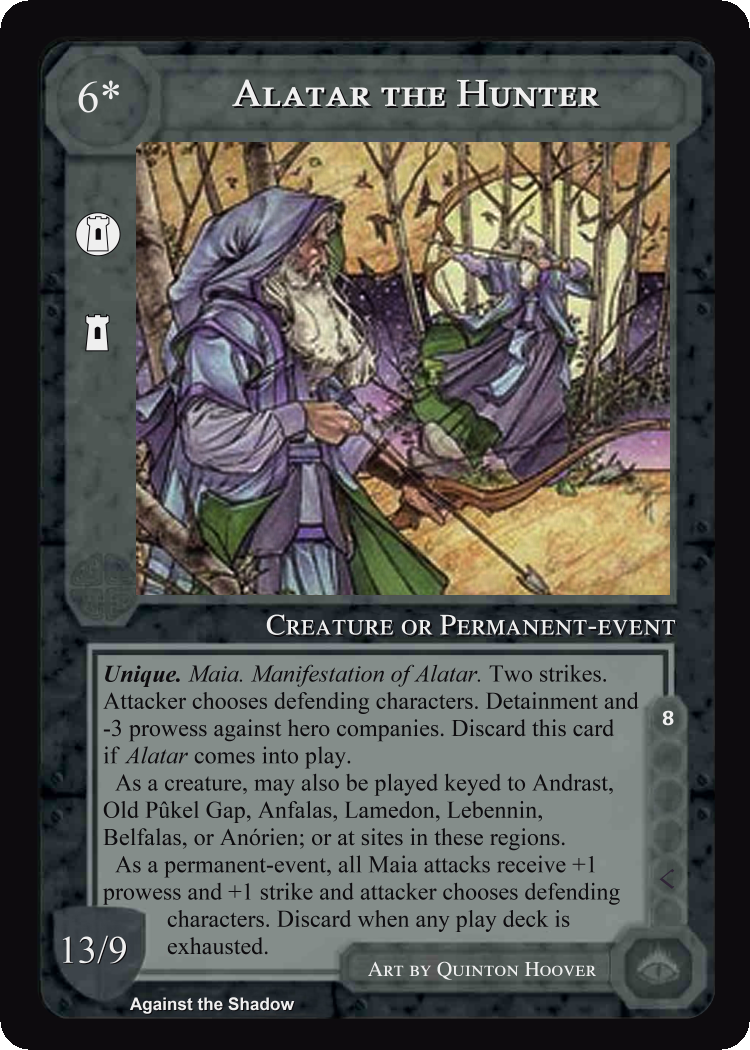 6*
ALATAR THE HUNTER
CREATURE OR PERMANENT-EVENT
Unique. Maia. Manifestation of Alatar. Two strikes.
Attacker chooses defending characters. Detainment and
-3 prowess against hero companies. Discard this card
if Alatar comes into play.
As a creature, may also be played keyed to Andrast,
Old Pûkel Gap, Anfalas, Lamedon, Lebennin,
Belfalas, or Anórien; or at sites in these regions.
As a permanent-event, all Maia attacks receive +1
prowess and +1 strike and attacker chooses defending
characters. Discard when any play deck is
exhausted.
8
13/9
ART BY QUINTON HOOVER
Against the Shadow